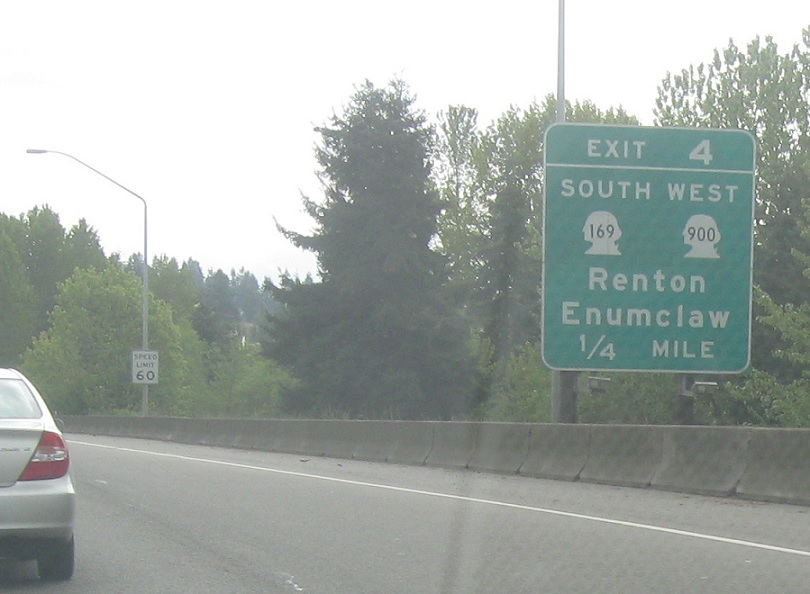 EXIT 4
SOUTH WEST
169 900
Renton
Enumclaw
1/4 MILE
SPEED
LIMIT
60